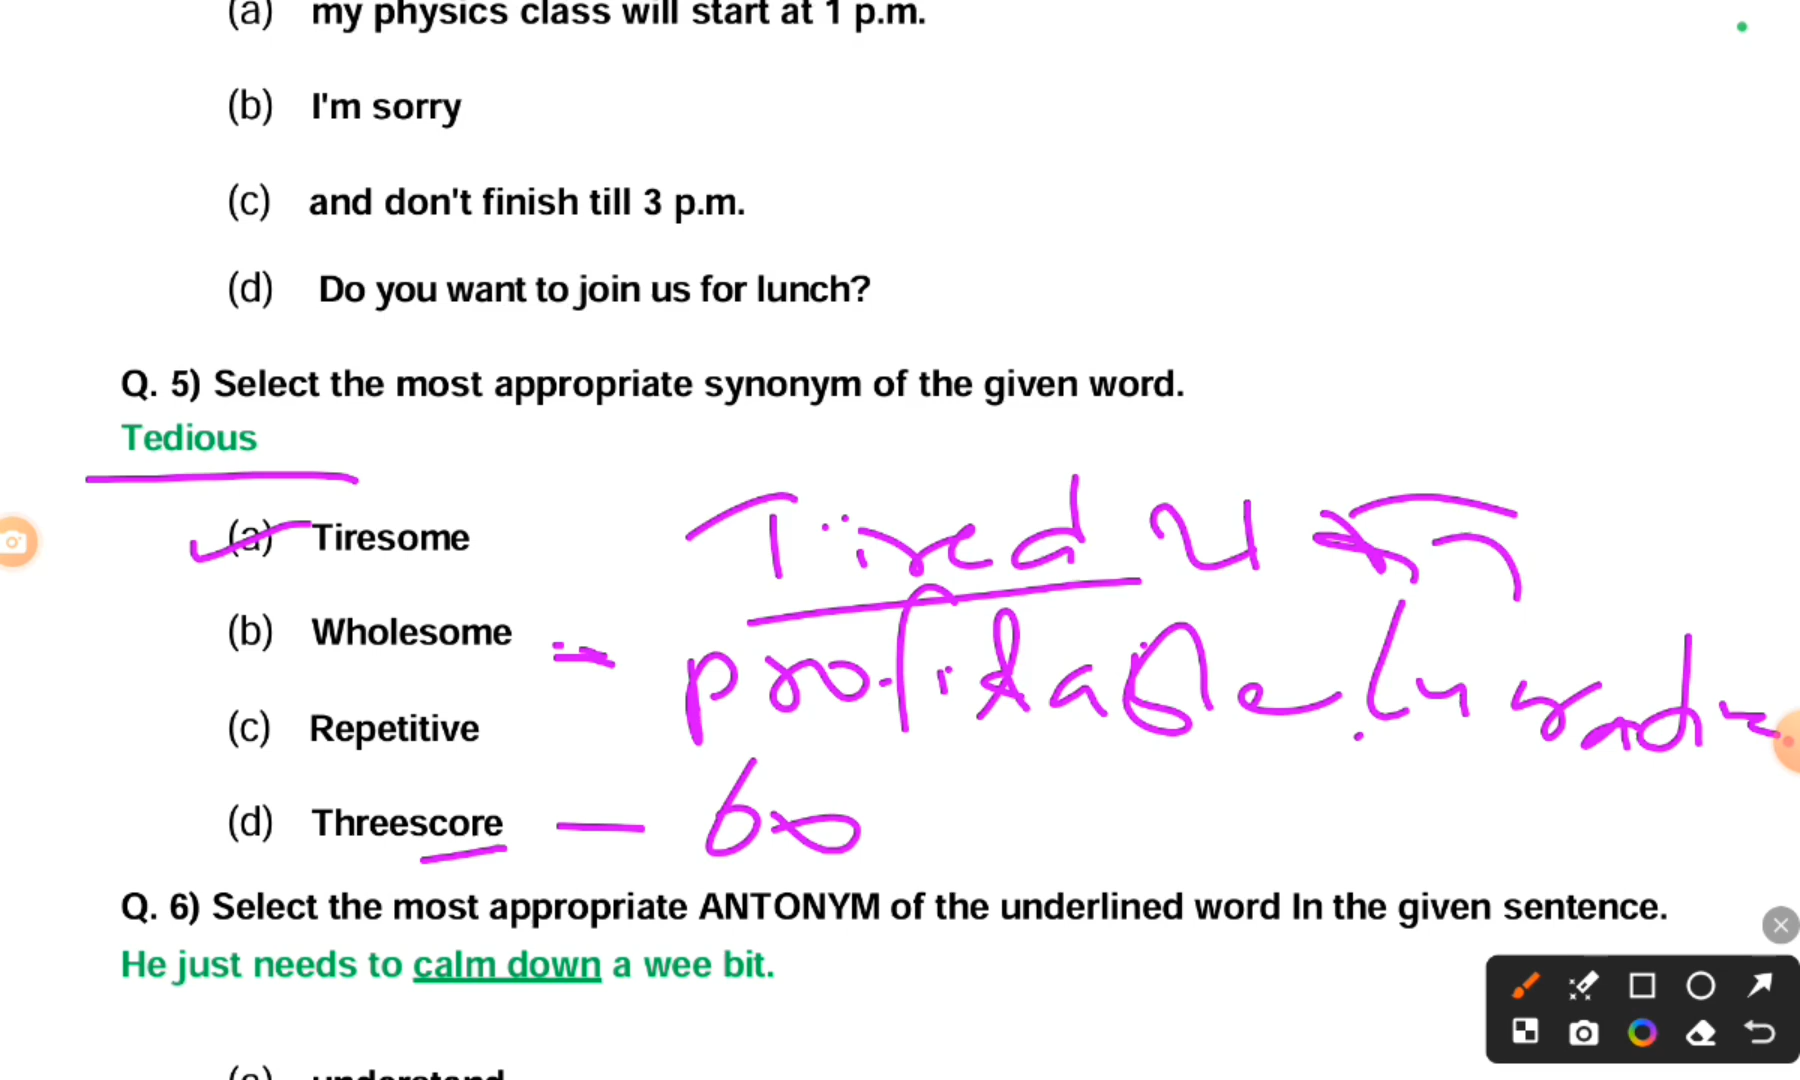 (a) my physics class will start at 1 p.m.
(b) I'm sorry
(c) and don't finish till 3 p.m.
(d) Do you want to join us for lunch?
Q. 5) Select the most appropriate synonym of the given word.
Tedious
(a) Tiresome Tired
(b) Wholesome = profitable
(c) Repetitive
(d) Threescore — 60
Q. 6) Select the most appropriate ANTONYM of the underlined word In the given sentence.
He just needs to calm down a wee bit.
(a) understand